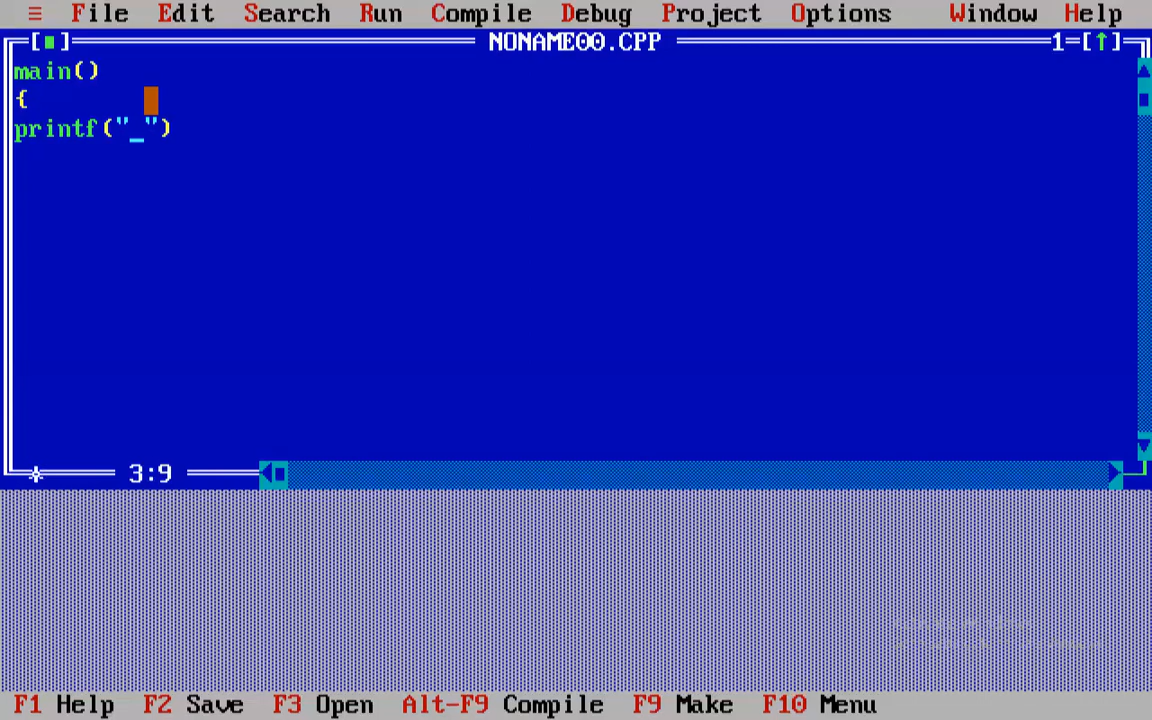 ≡ File Edit Search Run Compile Debug Project Options Window Help
[■] NONAME00.CPP 1=[↑]
main()
{
printf("_")
3:9
F1 Help F2 Save F3 Open Alt-F9 Compile F9 Make F10 Menu